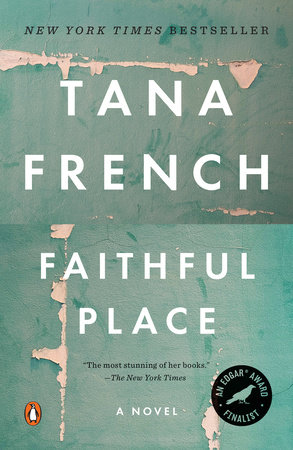 NEW YORK TIMES BESTSELLER
TANA
FRENCH
FAITHFUL
PLACE
"The most stunning of her books."
—The New York Times
A NOVEL
AN EDGAR® AWARD
FINALIST